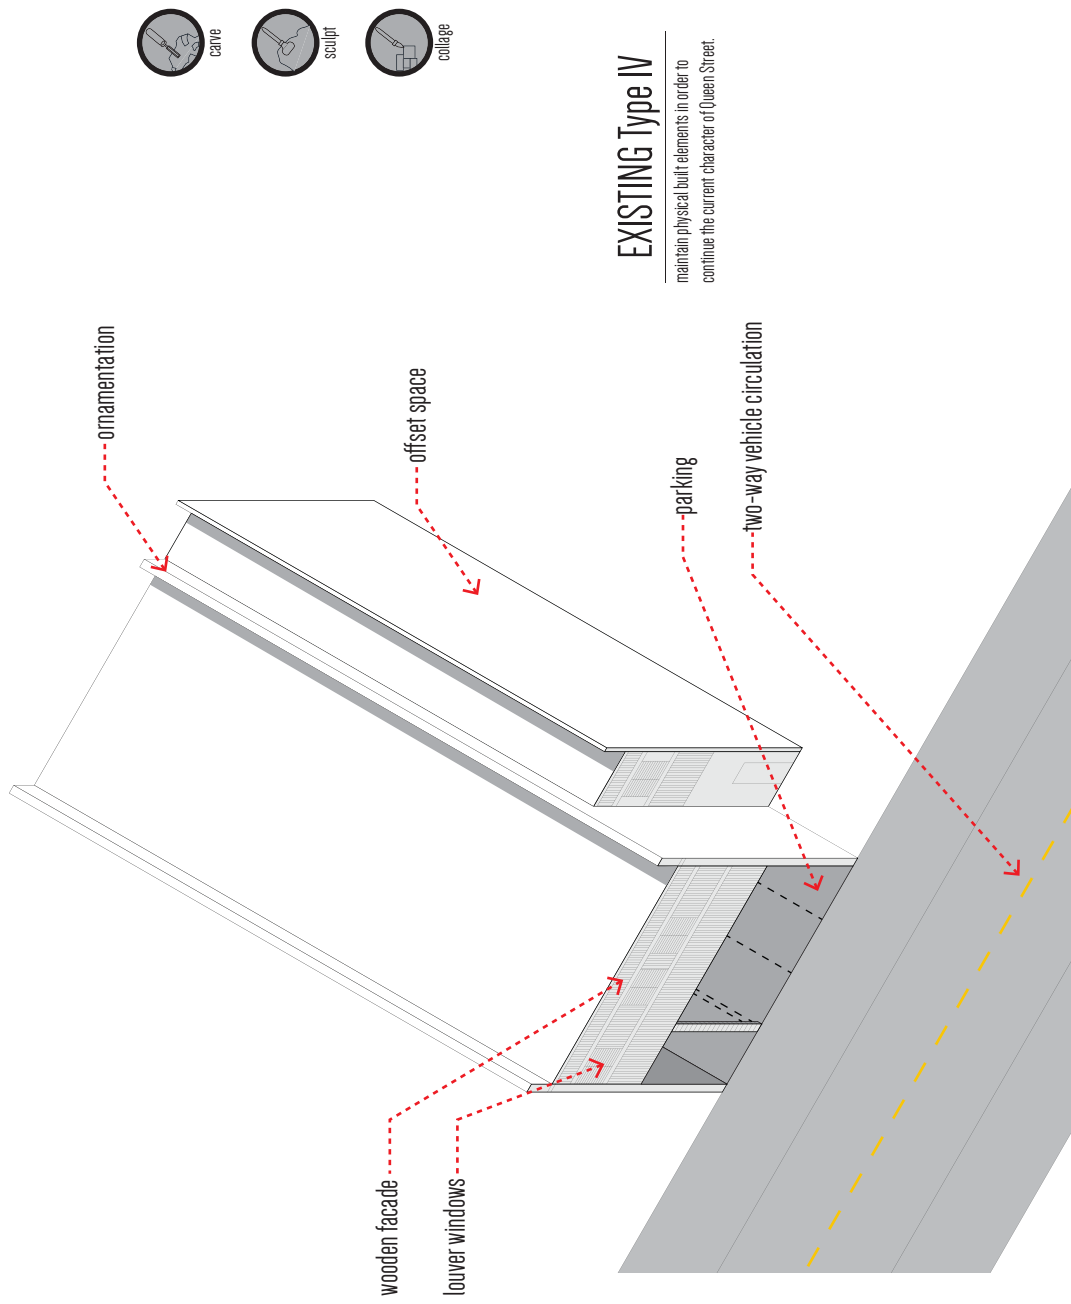 carve
sculpt
collage
EXISTING Type IV
maintain physical built elements in order to
continue the current character of Queen Street.
ornamentation
offset space
parking
two-way vehicle circulation
wooden facade
louver windows